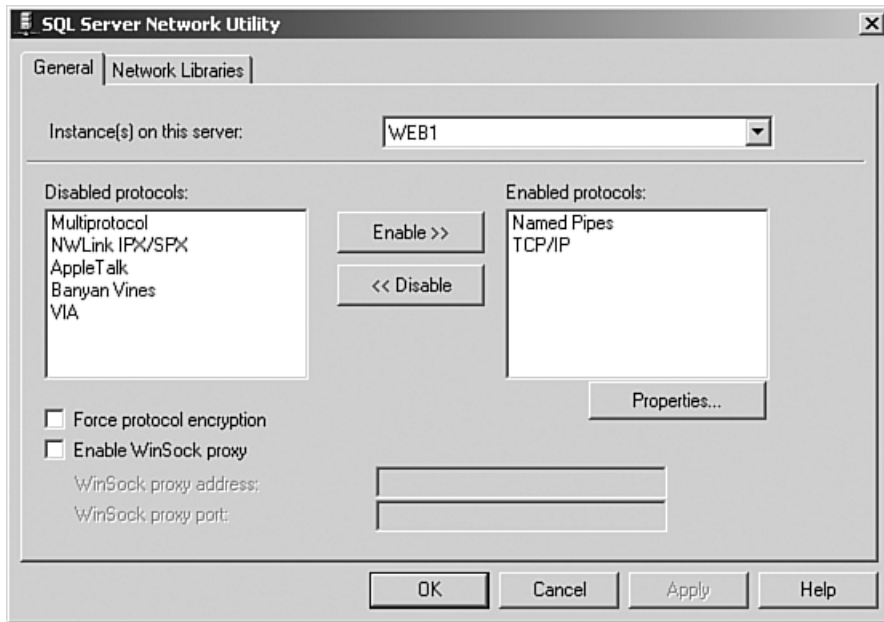 SQL Server Network Utility
General
Network Libraries
Instance(s) on this server:
WEB1
Disabled protocols:
Enabled protocols:
Multiprotocol
NWLink IPX/SPX
AppleTalk
Banyan Vines
VIA
Enable >>
<< Disable
Named Pipes
TCP/IP
Properties...
Force protocol encryption
Enable WinSock proxy
WinSock proxy address:
WinSock proxy port:
OK
Cancel
Apply
Help